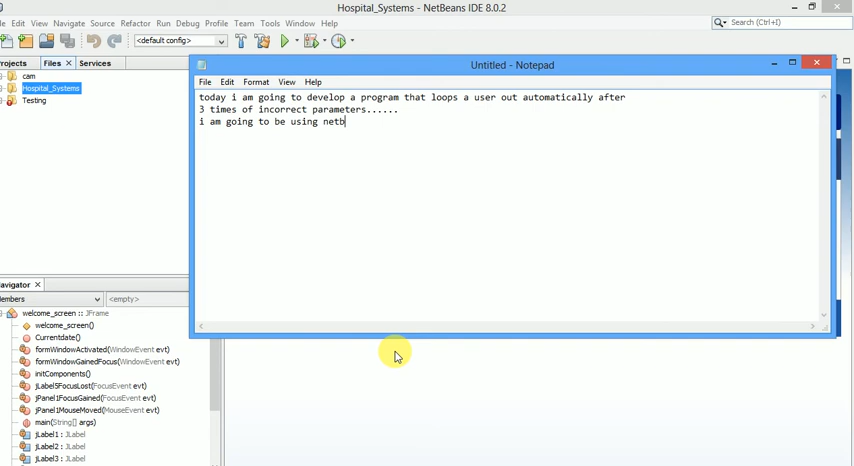 Hospital_Systems - NetBeans IDE 8.0.2
File Edit View Navigate Source Refactor Run Debug Profile Team Tools Window Help
Search (Ctrl+I)
<default config>
Files Services
cam
Hospital_Systems
Testing
Untitled - Notepad
File Edit Format View Help
today i am going to develop a program that loops a user out automatically after
3 times of incorrect parameters......
i am going to be using netb
<empty>
welcome_screen :: JFrame
welcome_screen()
Currentdate()
formWindowActivated(WindowEvent evt)
formWindowGainedFocus(WindowEvent evt)
initComponents()
jLabel5FocusLost(FocusEvent evt)
jPanel1FocusGained(FocusEvent evt)
jPanel1MouseMoved(MouseEvent evt)
main(String[] args)
jLabel1 : JLabel
jLabel2 : JLabel
jLabel3 : JLabel